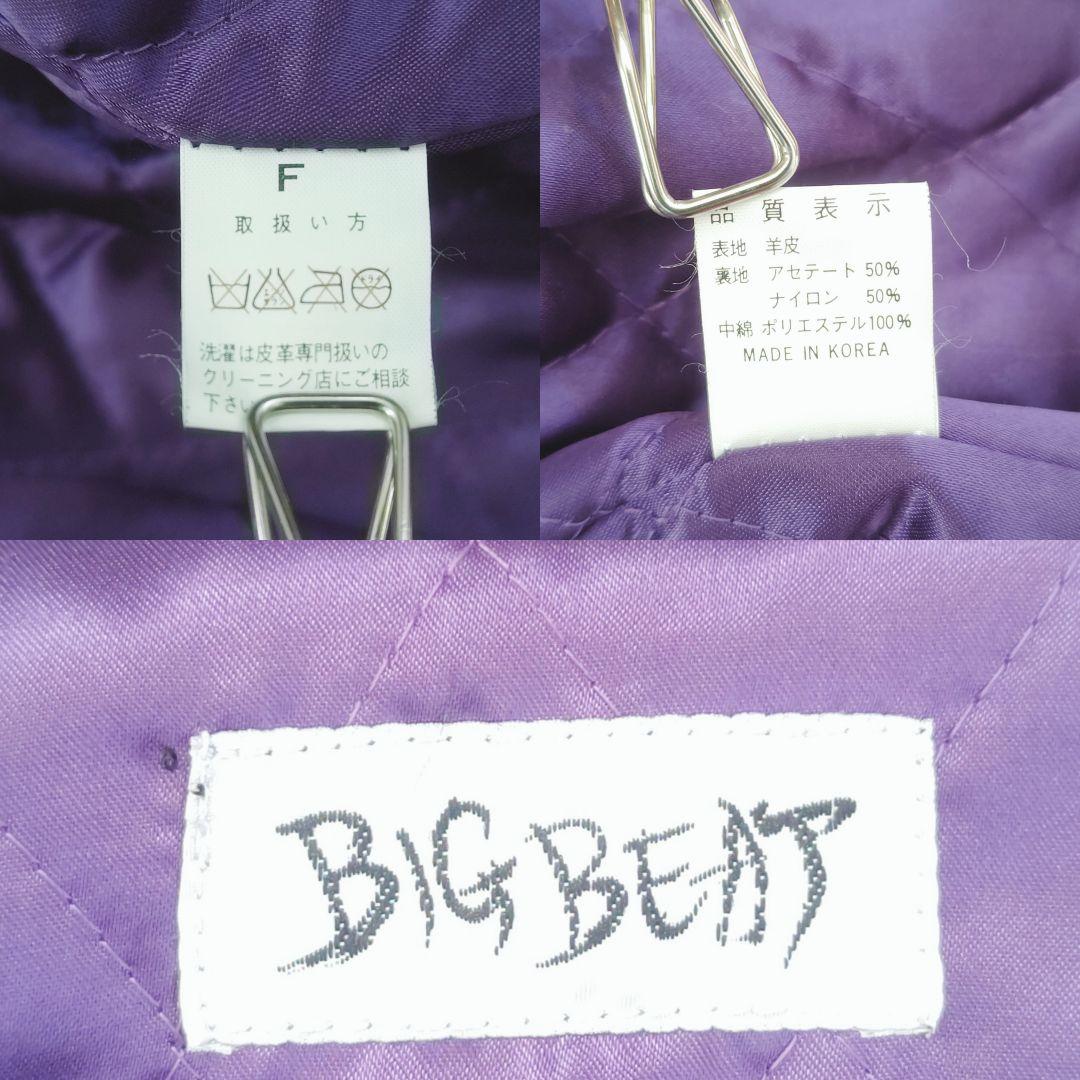 F
取扱い方
洗濯は皮革専門扱いの
クリーニング店にご相談
下さ
品質表示
表地 羊皮
裏地 アセテート 50%
ナイロン 50%
中綿 ポリエステル100%
MADE IN KOREA
BIG BEAT